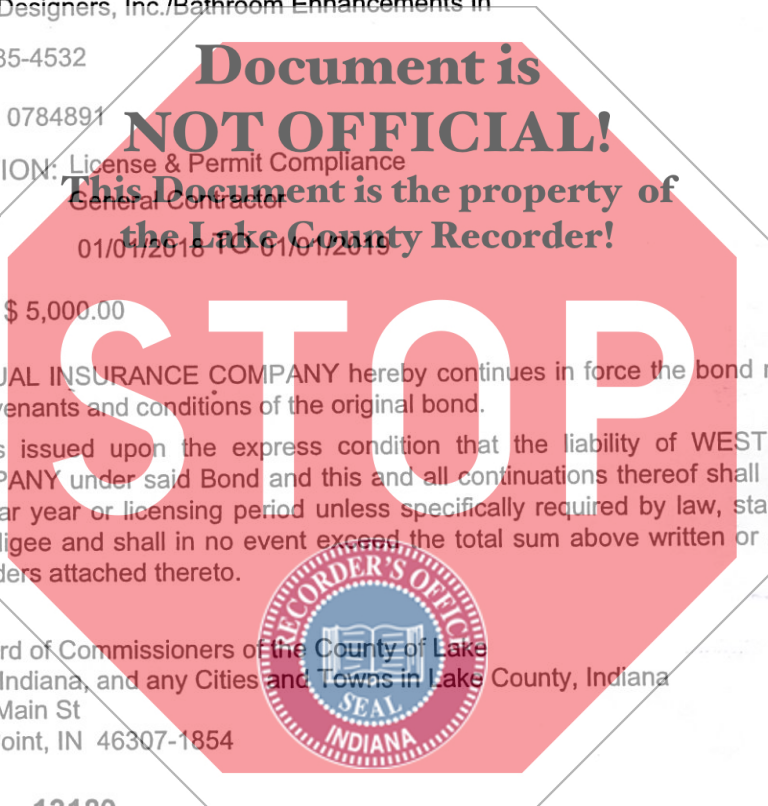 Designers, Inc./Bathroom Enhancements In
35-4532
0784891
Document is
NOT OFFICIAL!
This Document is the property of
the Lake County Recorder!
ION: License & Permit Compliance
General Contractor
01/01/2018 TO 01/01/2019
$ 5,000.00
STOP
UAL INSURANCE COMPANY hereby continues in force the bond
venants and conditions of the original bond.
s issued upon the express condition that the liability of WEST
PANY under said Bond and this and all continuations thereof shall
ar year or licensing period unless specifically required by law, sta
ligee and shall in no event exceed the total sum above written or
ders attached thereto.
RECORDER'S OFFICE
SEAL
INDIANA
rd of Commissioners of the County of Lake
Indiana, and any Cities and Towns in Lake County, Indiana
Main St
oint, IN 46307-1854